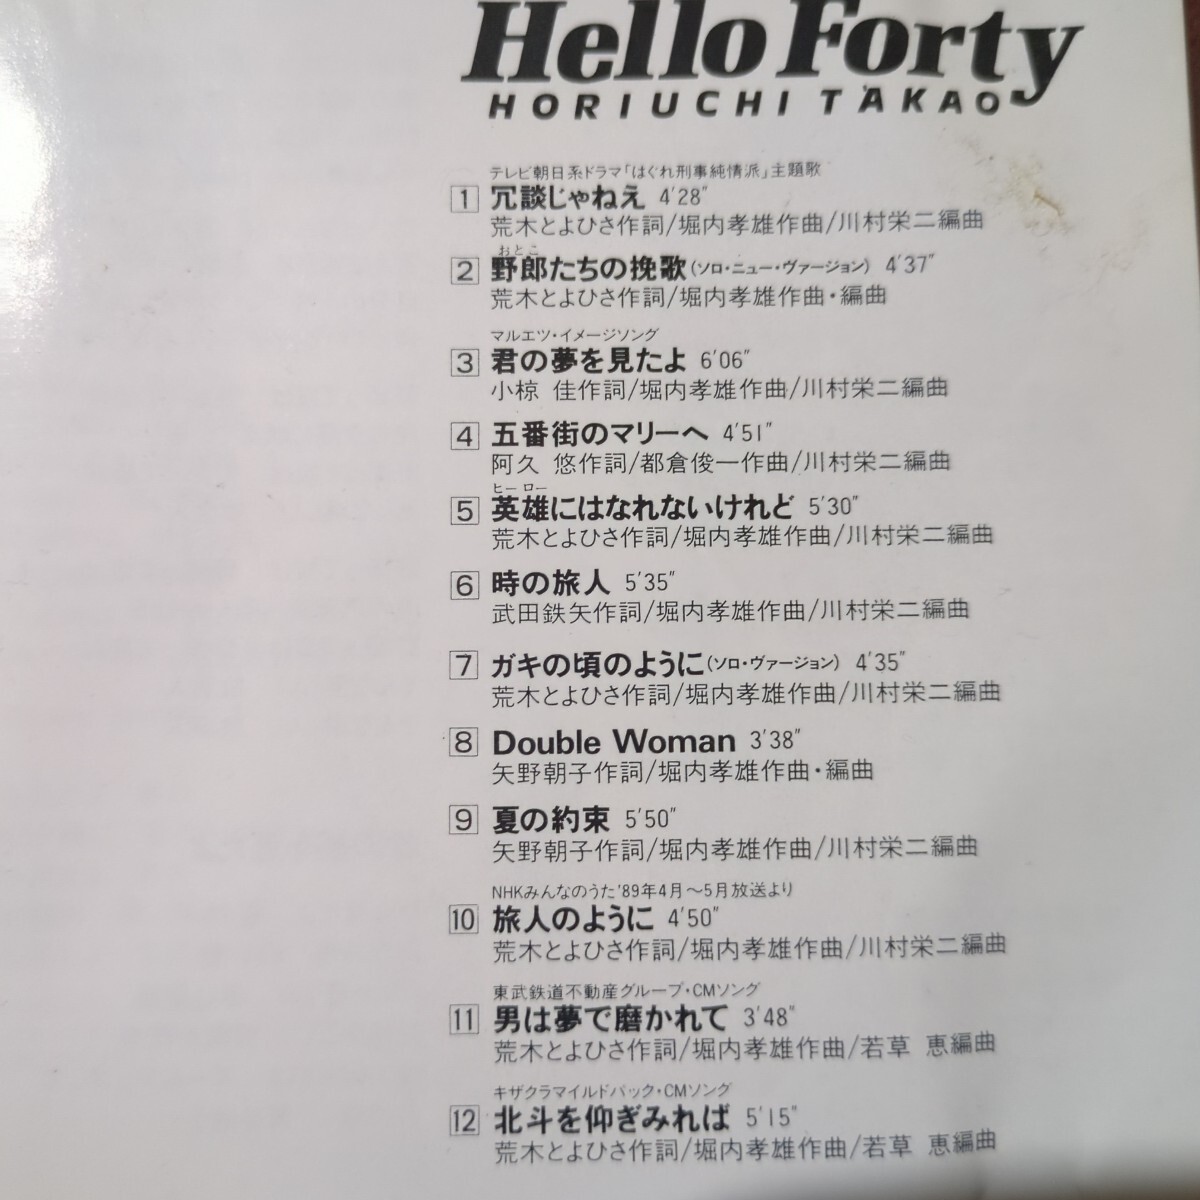 Hello Forty
HORIUCHI TAKAO
テレビ朝日系ドラマ「はぐれ刑事純情派」主題歌
1 冗談じゃねえ 4'28"
荒木とよひさ作詞/堀内孝雄作曲/川村栄二編曲
おとこ
2 野郎たちの挽歌(ソロ・ニュー・ヴァージョン) 4'37"
荒木とよひさ作詞/堀内孝雄作曲・編曲
マルエツ・イメージソング
3 君の夢を見たよ 6'06"
小椋 佳作詞/堀内孝雄作曲/川村栄二編曲
4 五番街のマリーへ 4'51"
阿久 悠作詞/都倉俊一作曲/川村栄二編曲
ヒーロー
5 英雄にはなれないけれど 5'30"
荒木とよひさ作詞/堀内孝雄作曲/川村栄二編曲
6 時の旅人 5'35"
武田鉄矢作詞/堀内孝雄作曲/川村栄二編曲
7 ガキの頃のように(ソロ・ヴァージョン) 4'35"
荒木とよひさ作詞/堀内孝雄作曲/川村栄二編曲
8 Double Woman 3'38"
矢野朝子作詞/堀内孝雄作曲・編曲
9 夏の約束 5'50"
矢野朝子作詞/堀内孝雄作曲/川村栄二編曲
NHKみんなのうた'89年4月〜5月放送より
10 旅人のように 4'50"
荒木とよひさ作詞/堀内孝雄作曲/川村栄二編曲
東武鉄道不動産グループ・CMソング
11 男は夢で磨かれて 3'48"
荒木とよひさ作詞/堀内孝雄作曲/若草 恵編曲
キザクラマイルドパック・CMソング
12 北斗を仰ぎみれば 5'15"
荒木とよひさ作詞/堀内孝雄作曲/若草 恵編曲